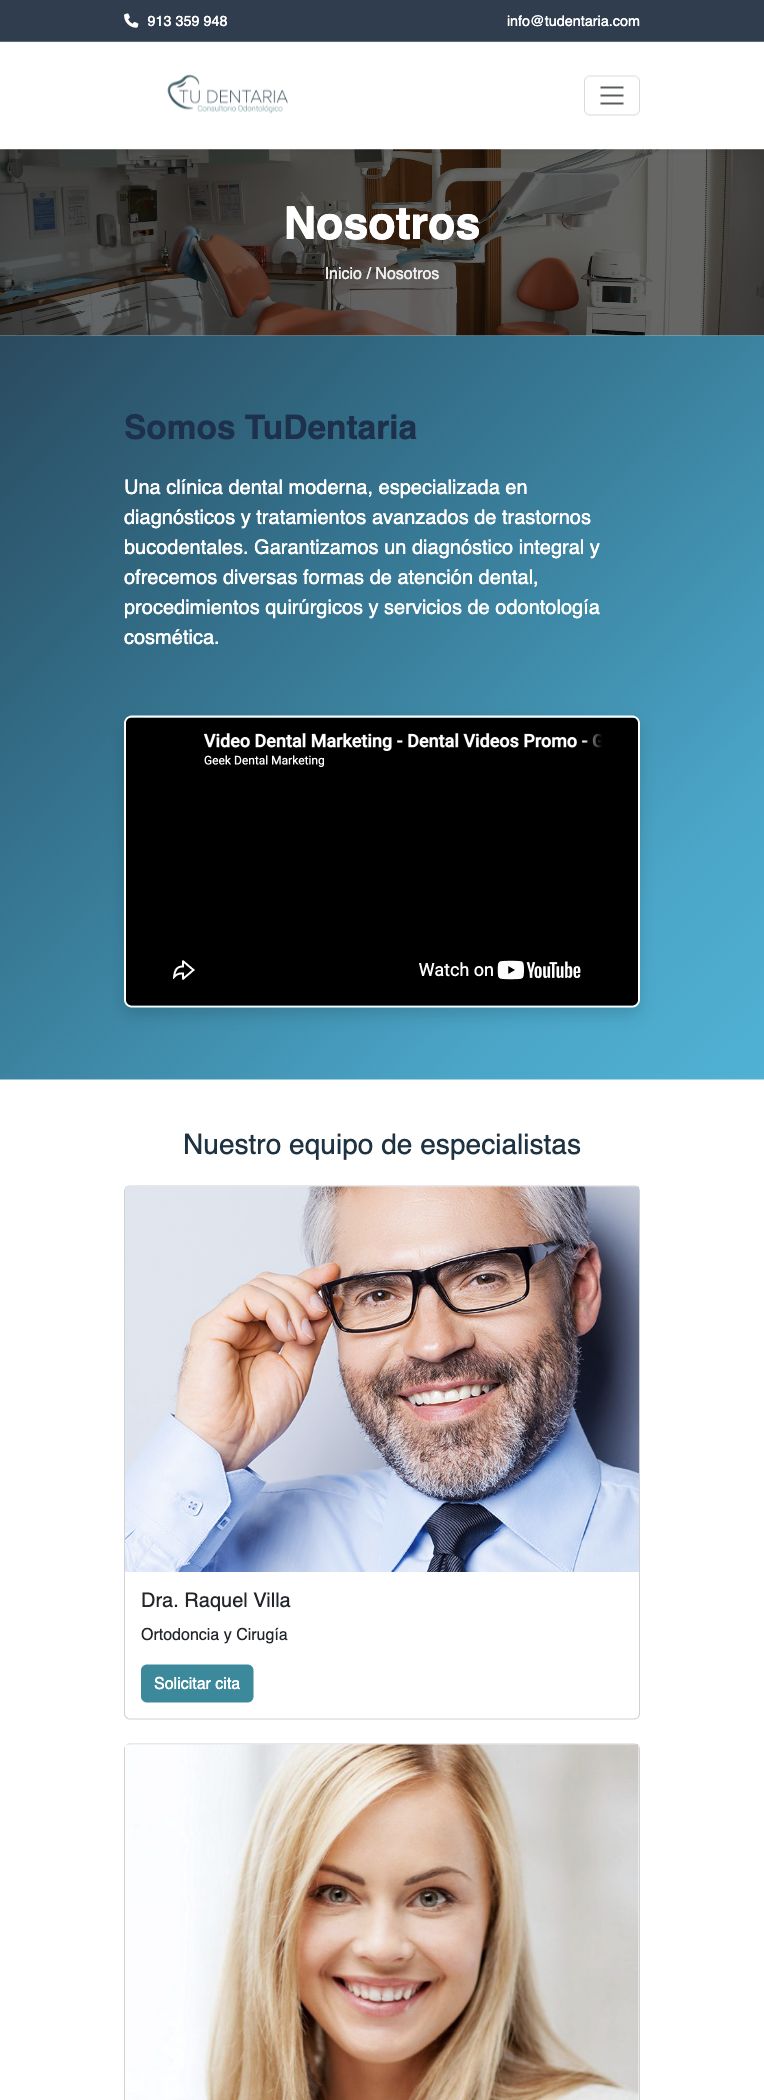 913 359 948
info@tudentaria.com
TU DENTARIA
Consultorio Odontológico
Nosotros
Inicio / Nosotros
Somos TuDentaria
Una clínica dental moderna, especializada en
diagnósticos y tratamientos avanzados de trastornos
bucodentales. Garantizamos un diagnóstico integral y
ofrecemos diversas formas de atención dental,
procedimientos quirúrgicos y servicios de odontología
cosmética.
Video Dental Marketing - Dental Videos Promo -
Geek Dental Marketing
Watch on YouTube
Nuestro equipo de especialistas
Dra. Raquel Villa
Ortodoncia y Cirugía
Solicitar cita